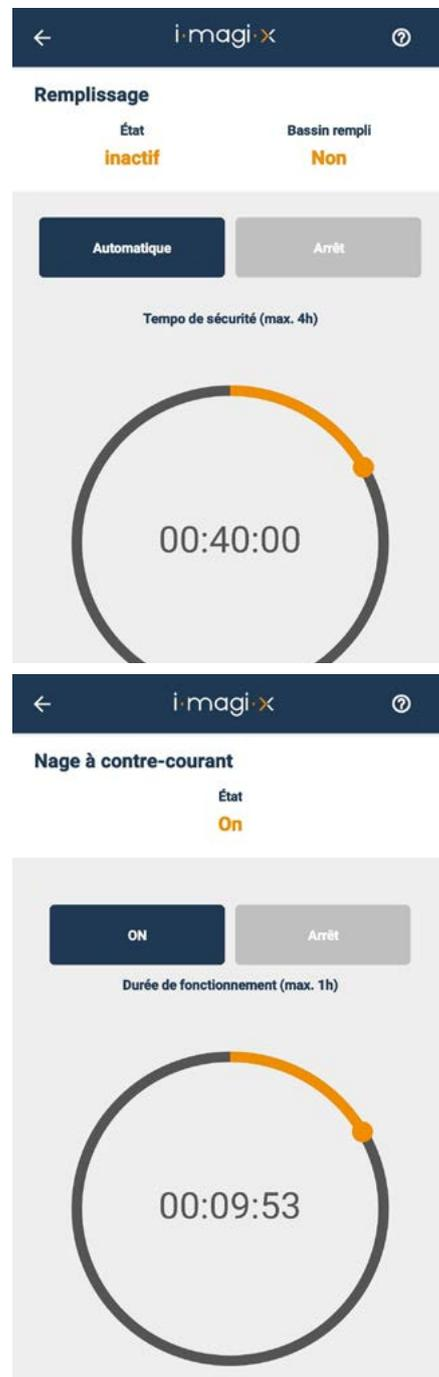 i·magi·x
Remplissage
État Bassin rempli
inactif Non
Automatique Arrêt
Tempo de sécurité (max. 4h)
00:40:00
i·magi·x
Nage à contre-courant
État
On
ON Arrêt
Durée de fonctionnement (max. 1h)
00:09:53